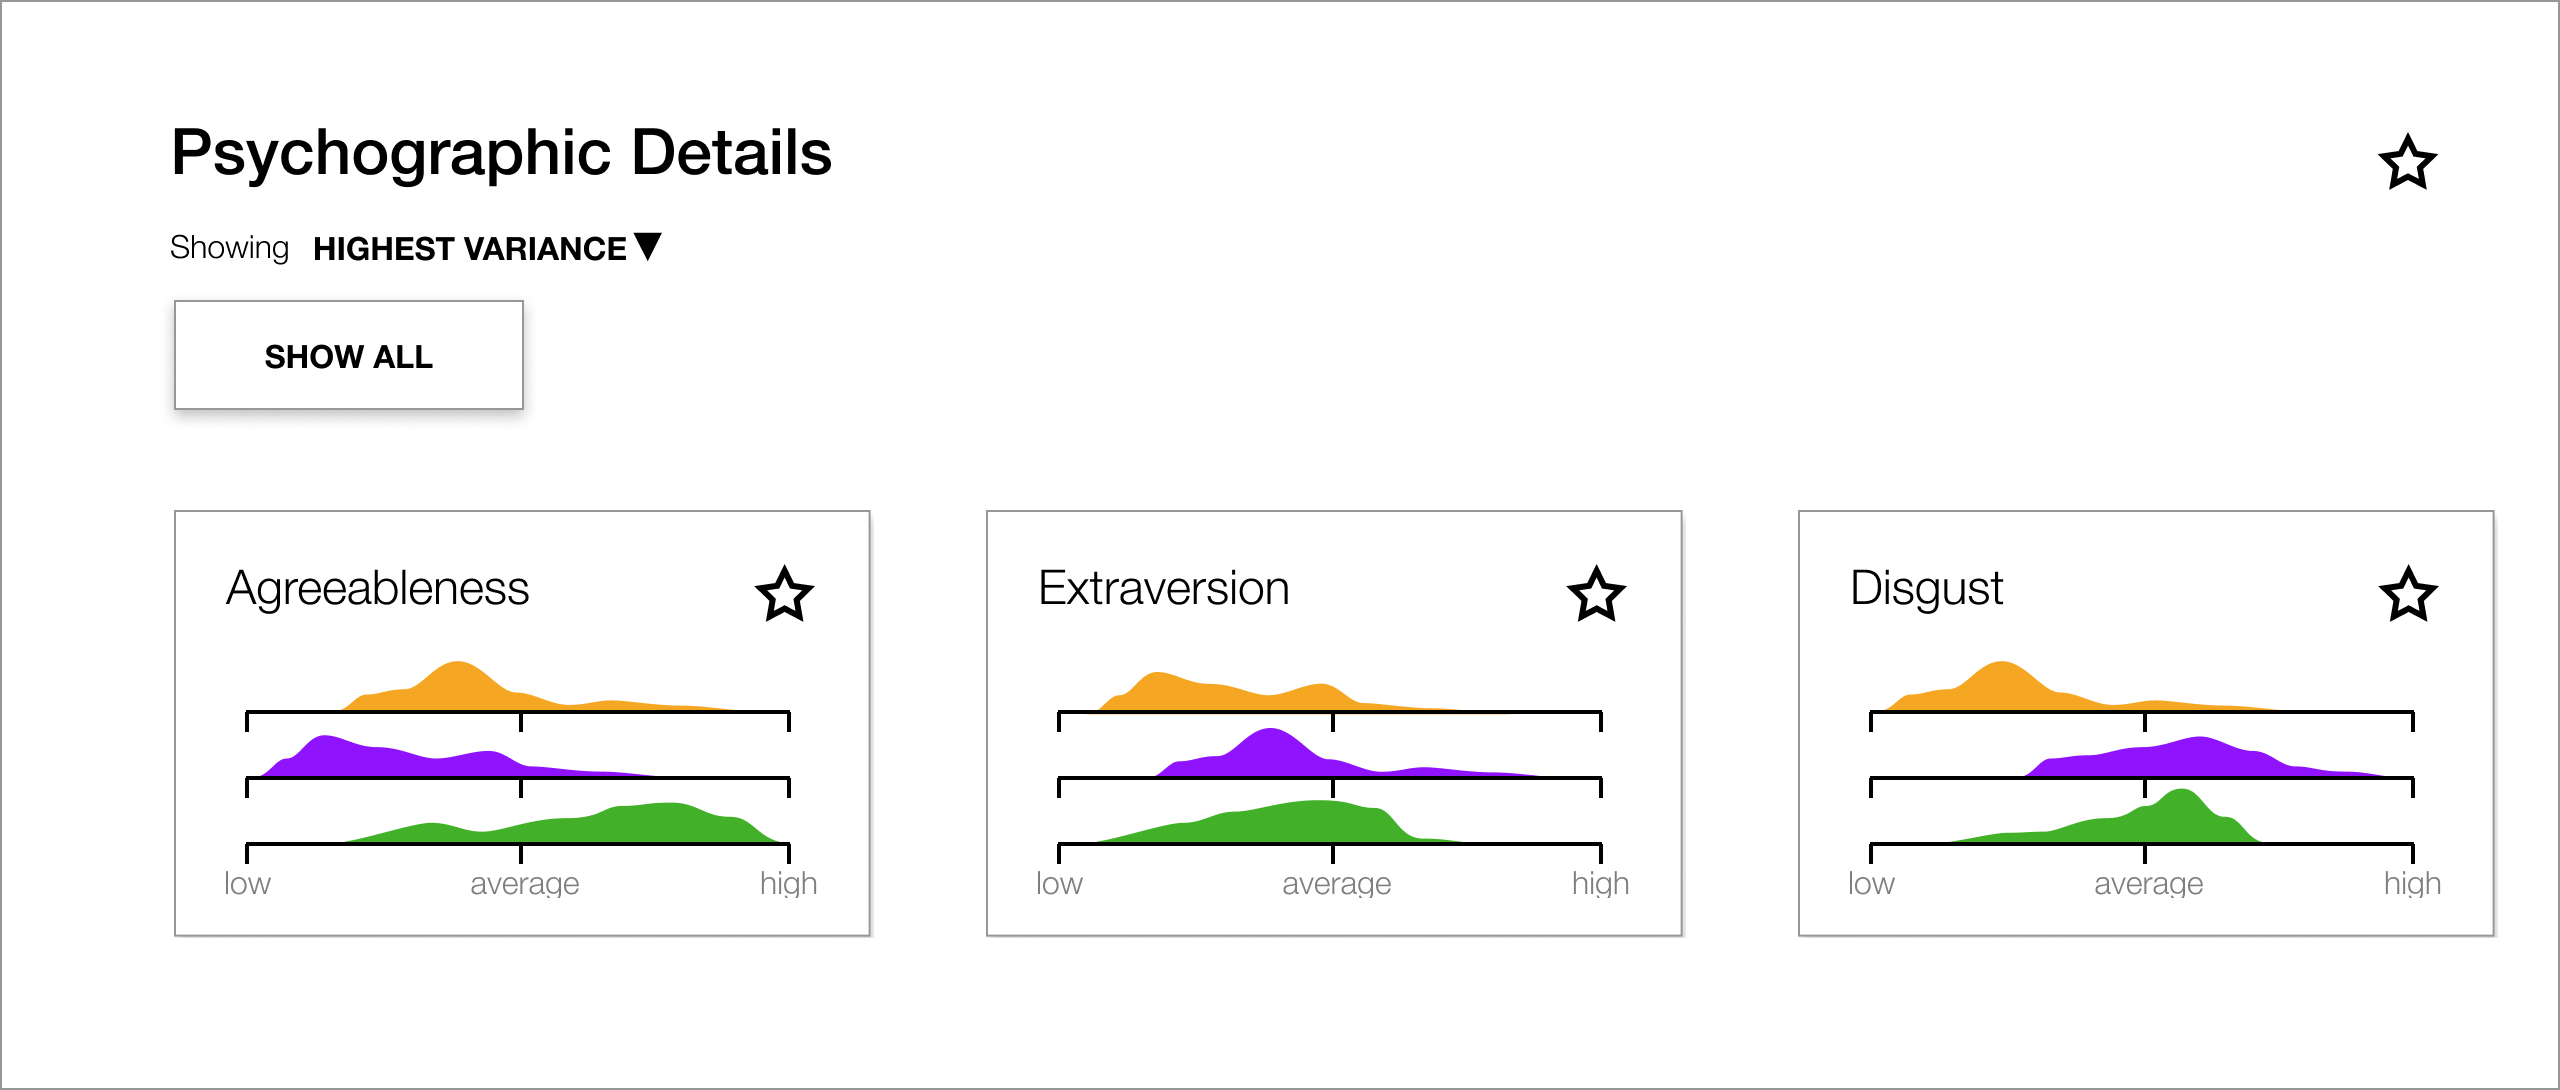 Psychographic Details
Showing HIGHEST VARIANCE
SHOW ALL
Agreeableness
low average high
Extraversion
low average high
Disgust
low average high